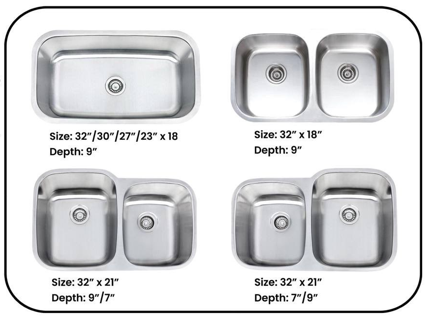 Size: 32”/30”/27”/23” x 18
Depth: 9”
Size: 32” x 18”
Depth: 9”
Size: 32” x 21”
Depth: 9”/7”
Size: 32” x 21”
Depth: 7”/9”